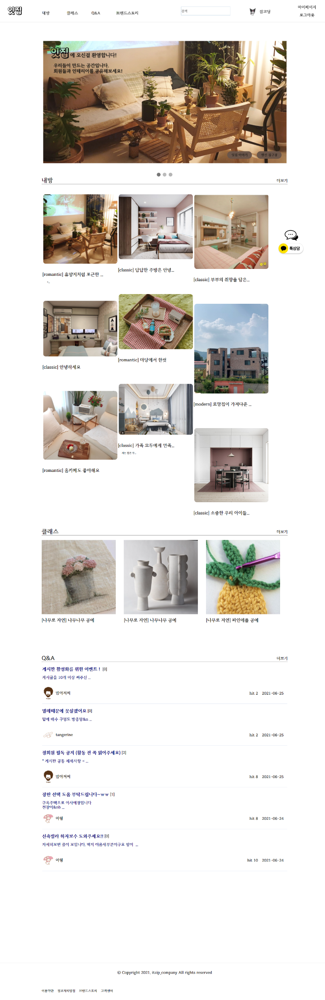 잇집
내방 클래스 Q&A 브랜드스토리
검색
잠코딩
마이페이지
로그아웃
잇집에 오신걸 환영합니다!
우리들이 만드는 공간입니다.
회원들과 인테리어를 공유해보세요!
잇집 이야기 랜선 집구경
내방 더보기
[romantic] 휴양지처럼 포근한 ...
<...
[classic] 답답한 주방은 안녕...
[classic] 부부의 취향을 담은...
톡상담
[classic] 안녕하세요
[romantic] 마당에서 한컷
[modern] 로망집이 가져다준 ...
[romantic] 홈카페도 좋아해요
[classic] 가족 모두에게 만족...
저는 집은 무...
[classic] 소중한 우리 아이들...
클래스 더보기
[나무로 자연] 나무나무 공예
[나무로 자연] 나무나무 공예
[나무로 자연] 파인애플 공예
Q&A 더보기
게시판 활성화를 위한 이벤트 ! [0]
게시글을 10개 이상 써주신 ...
밥아저씨 hit 2 2021-06-25
벌레때문에 못살겠어요 [0]
밑에 배수 구멍도 방충망&n ...
tangerine hit 2 2021-06-25
정회원 필독 공지 (활동 전 꼭 읽어주세요) [2]
* 게시판 공통 제재사항 < ...
밥아저씨 hit 8 2021-06-25
장판 선택 도움 부탁드립니다~ㅠㅠ [1]
구옥주택으로 이사예정입니다
천장이&nb ...
아웽 hit 8 2021-06-24
신축빌라 하자보수 도와주세요!! [0]
자세히보면 줄이 보입니다. 벽지 이음새부분이구요 방이 ...
아웽 hit 10 2021-06-24
© Copyright 2021. itzip_company All rights reserved
이용약관 정보처리방침 브랜드스토리 고객센터